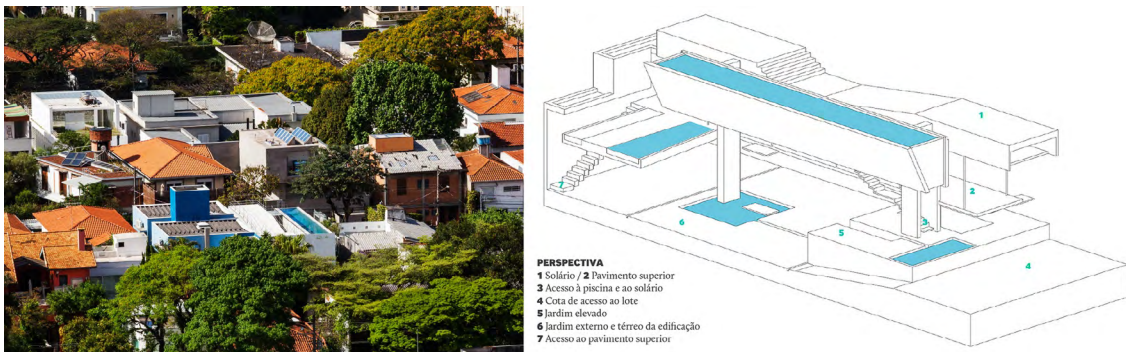 1
2
3
4
5
6
7
PERSPECTIVA
1 Solário / 2 Pavimento superior
3 Acesso à piscina e ao solário
4 Cota de acesso ao lote
5 Jardim elevado
6 Jardim externo e térreo da edificação
7 Acesso ao pavimento superior